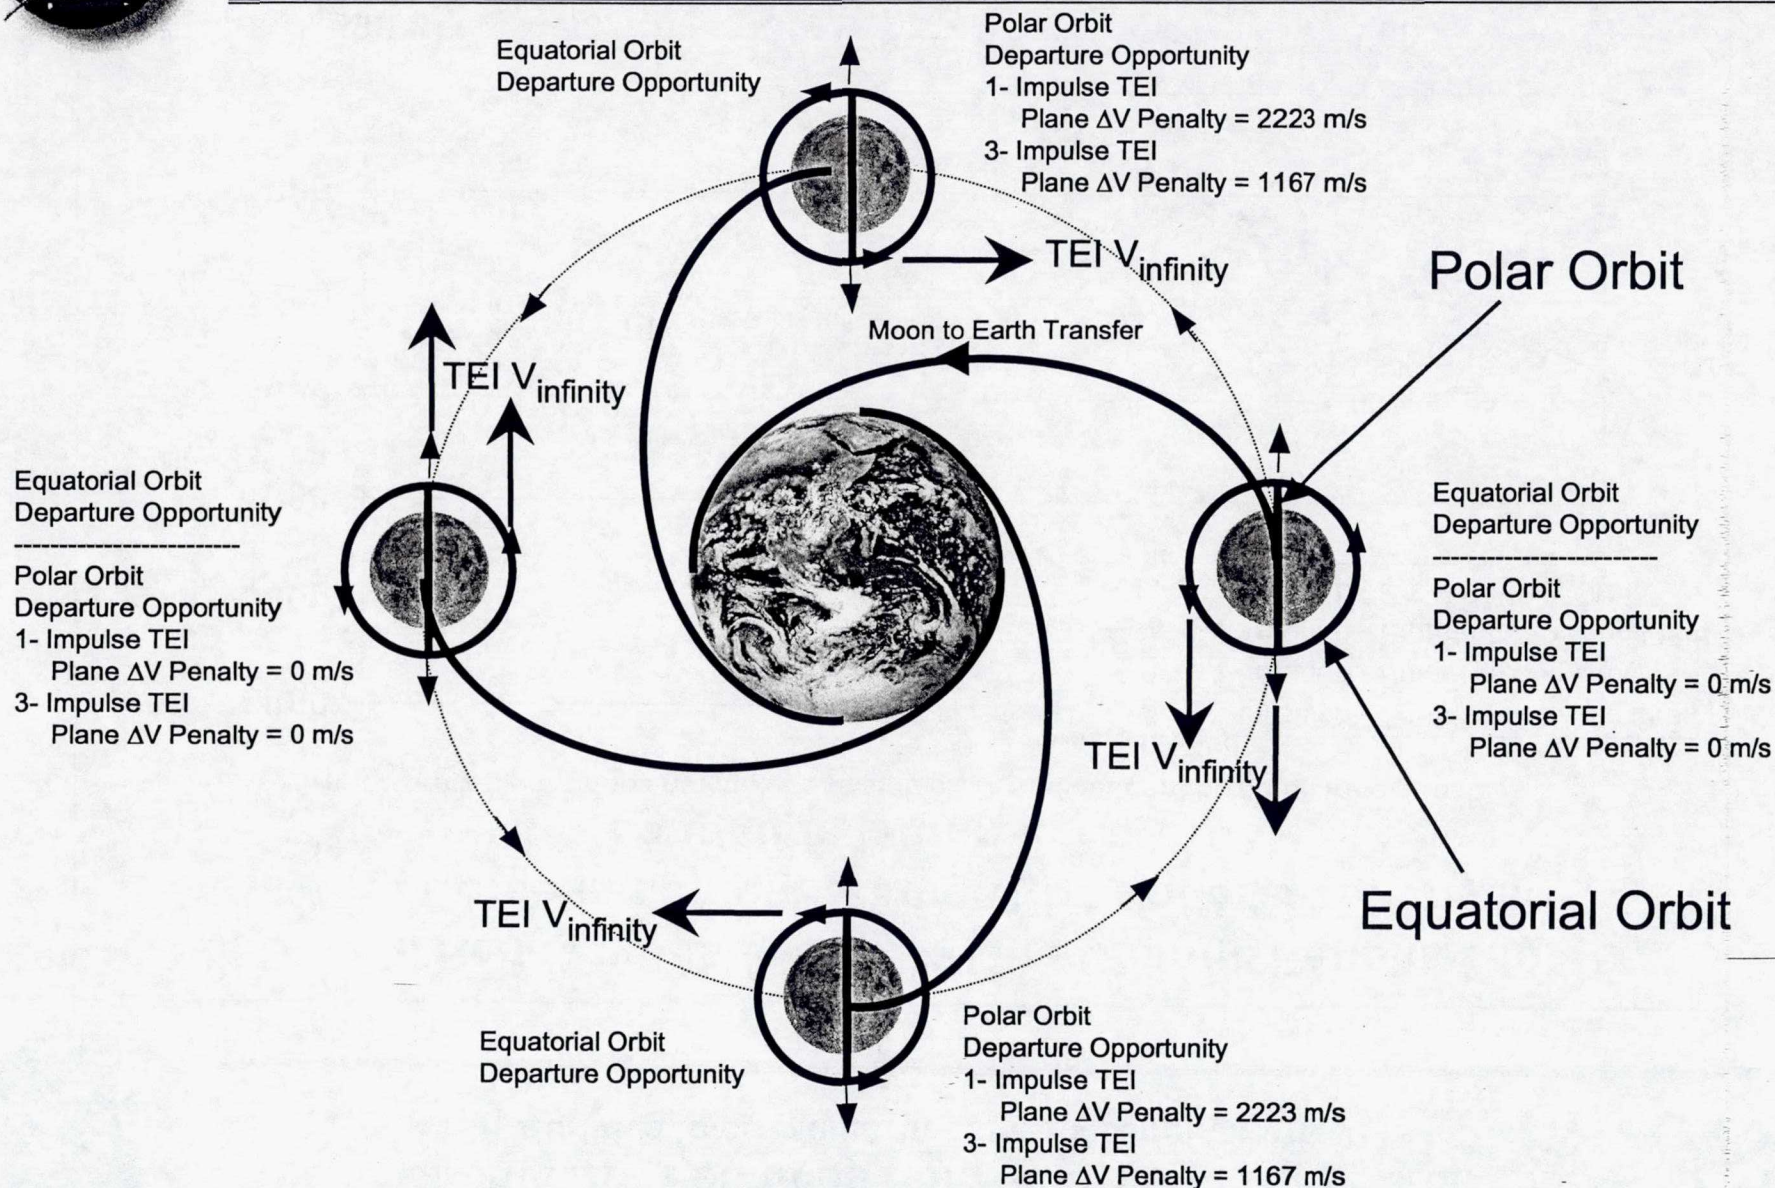 Equatorial Orbit
Departure Opportunity
Polar Orbit
Departure Opportunity
1- Impulse TEI
Plane ΔV Penalty = 2223 m/s
3- Impulse TEI
Plane ΔV Penalty = 1167 m/s
TEI Vinfinity
Polar Orbit
Moon to Earth Transfer
TEI Vinfinity
Equatorial Orbit
Departure Opportunity
--------------------------
Polar Orbit
Departure Opportunity
1- Impulse TEI
Plane ΔV Penalty = 0 m/s
3- Impulse TEI
Plane ΔV Penalty = 0 m/s
Equatorial Orbit
Departure Opportunity
--------------------------
Polar Orbit
Departure Opportunity
1- Impulse TEI
Plane ΔV Penalty = 0 m/s
3- Impulse TEI
Plane ΔV Penalty = 0 m/s
TEI Vinfinity
Equatorial Orbit
TEI Vinfinity
Equatorial Orbit
Departure Opportunity
Polar Orbit
Departure Opportunity
1- Impulse TEI
Plane ΔV Penalty = 2223 m/s
3- Impulse TEI
Plane ΔV Penalty = 1167 m/s